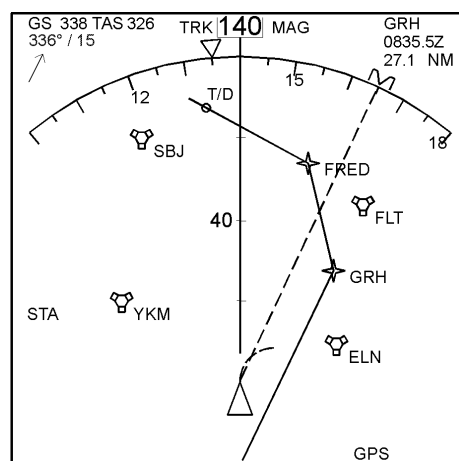 GS 338 TAS 326
336° / 15
TRK 140 MAG
GRH
0835.5Z
27.1 NM
12
15
18
T/D
SBJ
FRED
FLT
40
GRH
STA
YKM
ELN
GPS